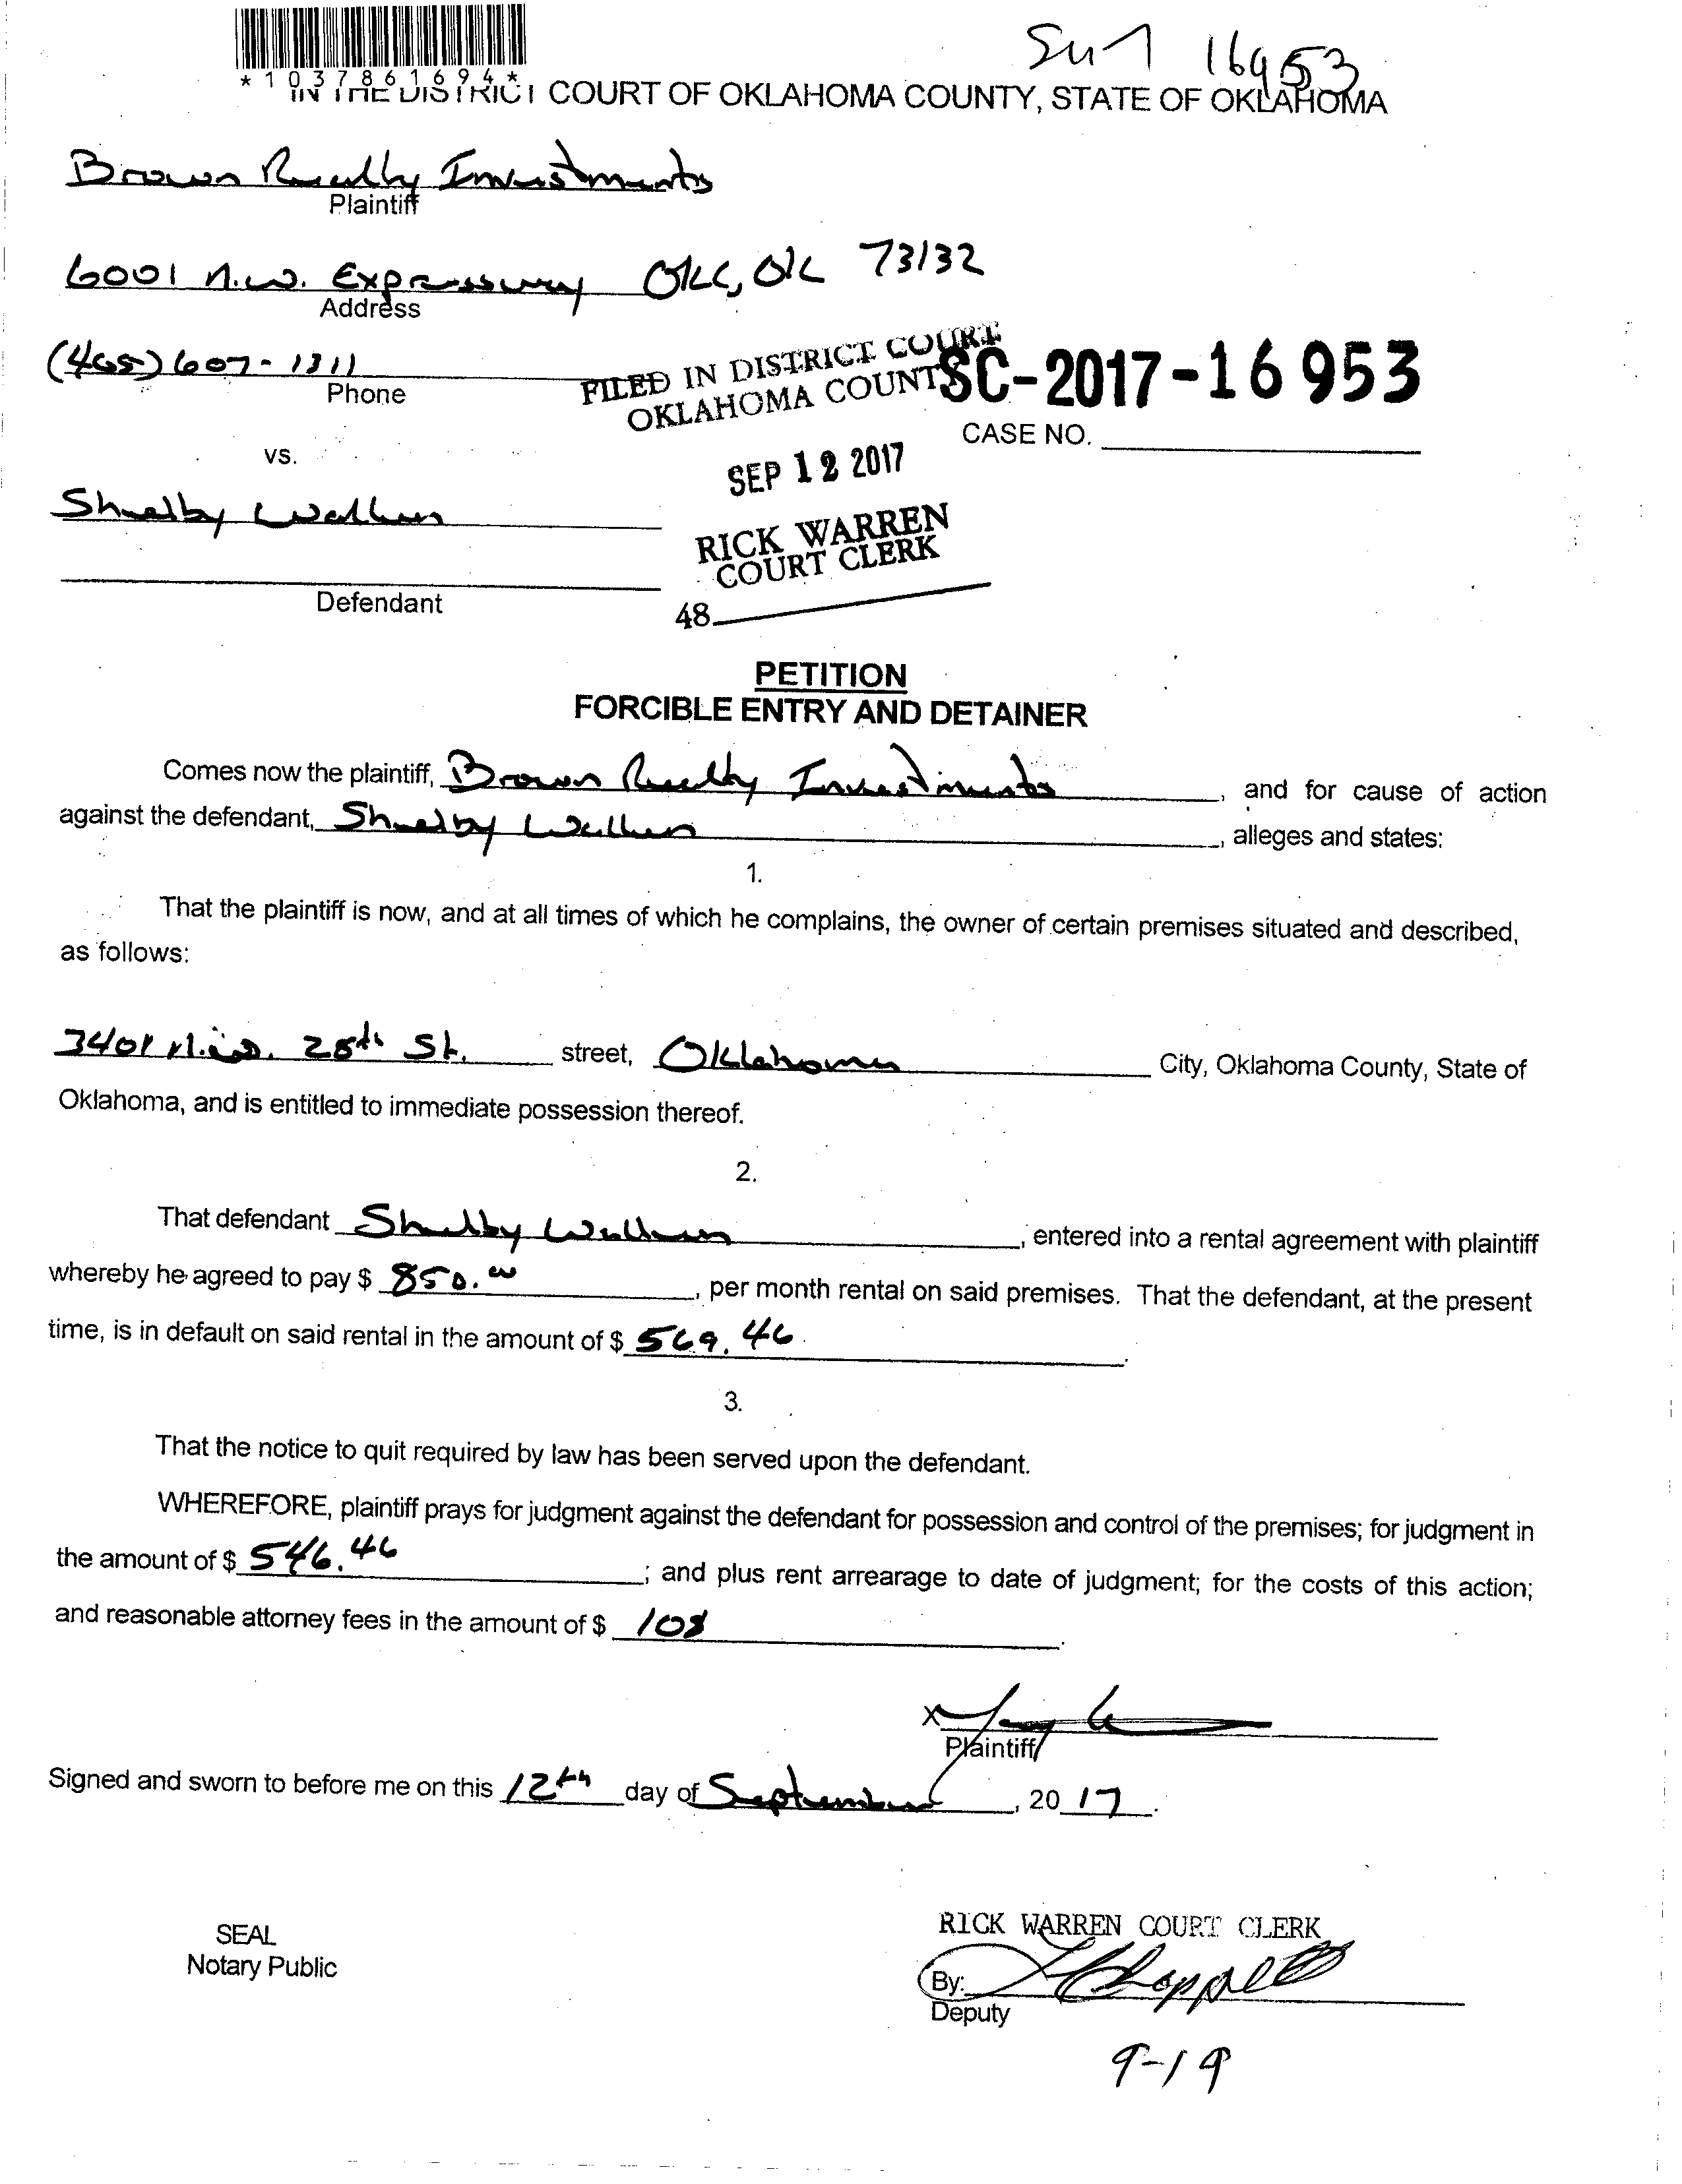 *1037861694*
Sm7 16953
IN THE DISTRICT COURT OF OKLAHOMA COUNTY, STATE OF OKLAHOMA
Brown Realty Investments
Plaintiff
6001 N.W. Expressway OKC, OK 73132
Address
(405) 607-1311
Phone
FILED IN DISTRICT COURT
OKLAHOMA COUNTY
SC-2017-16953
CASE NO.
vs.
SEP 12 2017
Shelby
RICK WARREN
COURT CLERK
Defendant
48
PETITION
FORCIBLE ENTRY AND DETAINER
Comes now the plaintiff, Brown Realty Investments, and for cause of action
against the defendant, Shelby, alleges and states:
1.
That the plaintiff is now, and at all times of which he complains, the owner of certain premises situated and described,
as follows:
3401 N.W. 28th St. street, Oklahoma City, Oklahoma County, State of
Oklahoma, and is entitled to immediate possession thereof.
2.
That defendant Shelby, entered into a rental agreement with plaintiff
whereby he agreed to pay $ 850.00, per month rental on said premises. That the defendant, at the present
time, is in default on said rental in the amount of $ 569.46.
3.
That the notice to quit required by law has been served upon the defendant.
WHEREFORE, plaintiff prays for judgment against the defendant for possession and control of the premises; for judgment in
the amount of $ 546.46; and plus rent arrearage to date of judgment; for the costs of this action;
and reasonable attorney fees in the amount of $ 108.
X
Plaintiff
Signed and sworn to before me on this 12th day of September, 2017.
SEAL
Notary Public
RICK WARREN COURT CLERK
By:
Deputy
9-19